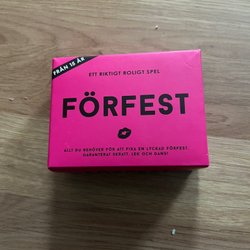 FRÅN 15 ÅR
ETT RIKTIGT ROLIGT SPEL
FÖRFEST
ALLT DU BEHÖVER FÖR ATT FIXA EN LYCKAD FÖRFEST.
GARANTERAT SKRATT, LEK OCH DANS!